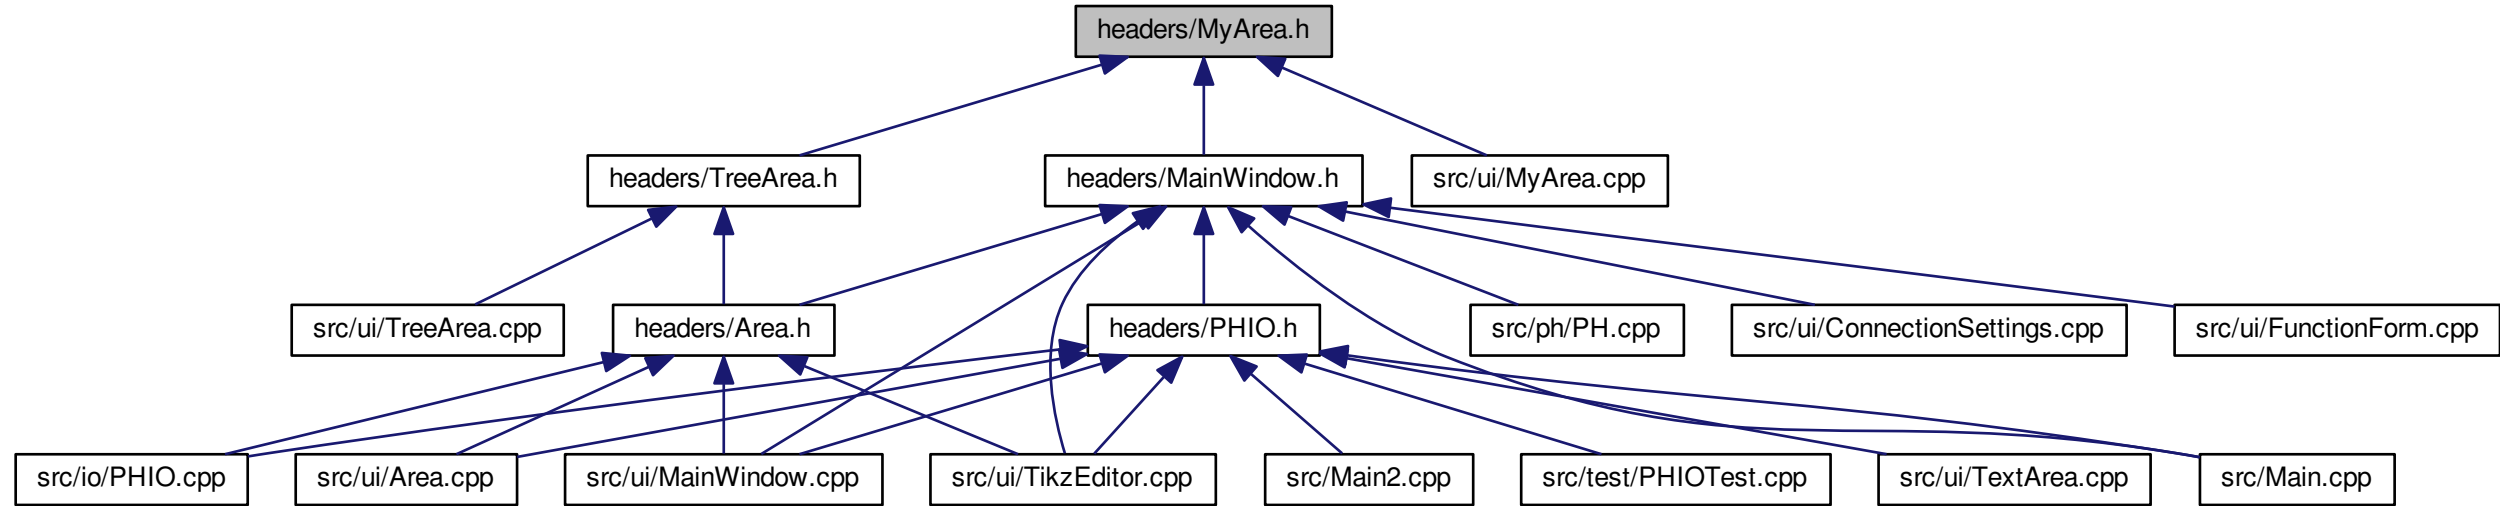 headers/MyArea.h
headers/TreeArea.h
headers/MainWindow.h
src/ui/MyArea.cpp
src/ui/TreeArea.cpp
headers/Area.h
headers/PHIO.h
src/ph/PH.cpp
src/ui/ConnectionSettings.cpp
src/ui/FunctionForm.cpp
src/io/PHIO.cpp
src/ui/Area.cpp
src/ui/MainWindow.cpp
src/ui/TikzEditor.cpp
src/Main2.cpp
src/test/PHIOTest.cpp
src/ui/TextArea.cpp
src/Main.cpp